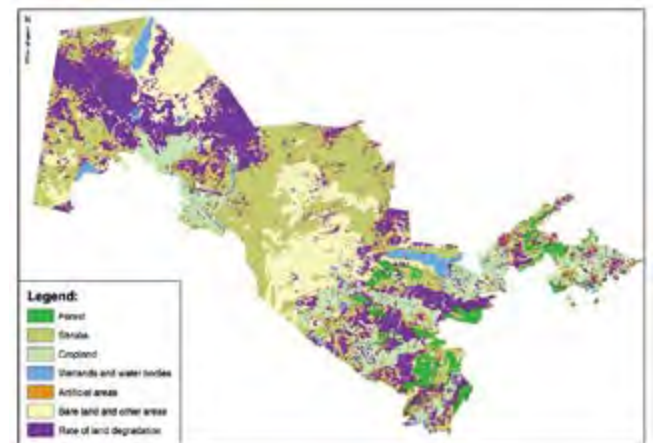 Legend:
Forest
Shrubs
Cropland
Wetlands and water bodies
Artificial areas
Bare land and other areas
Rate of land degradation